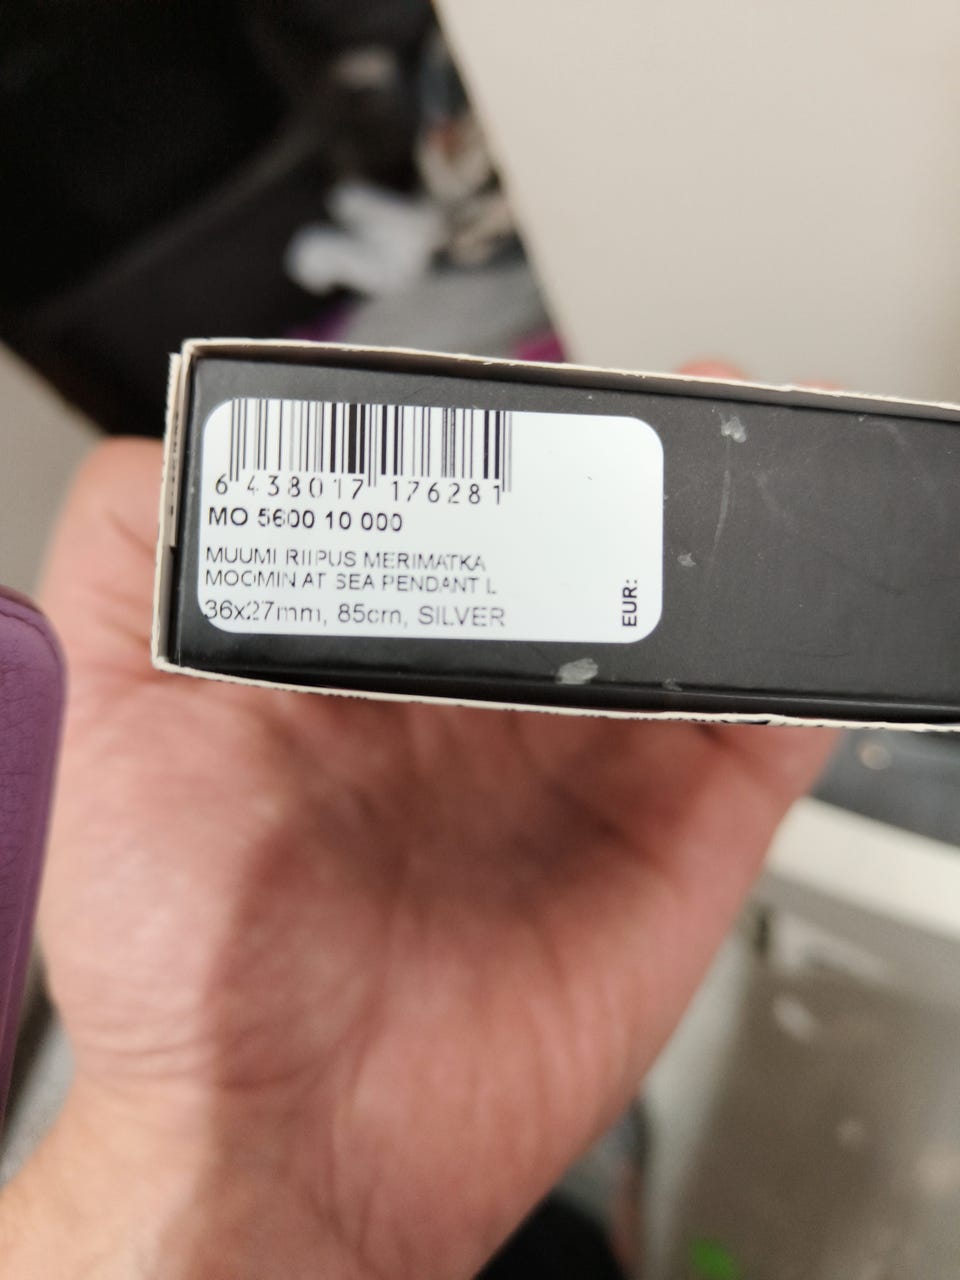 6 438017 176281
MO 5600 10 000
MUUMI RIIPUS MERIMATKA
MOOMIN AT SEA PENDANT L
36x27mm, 85cm, SILVER
EUR: